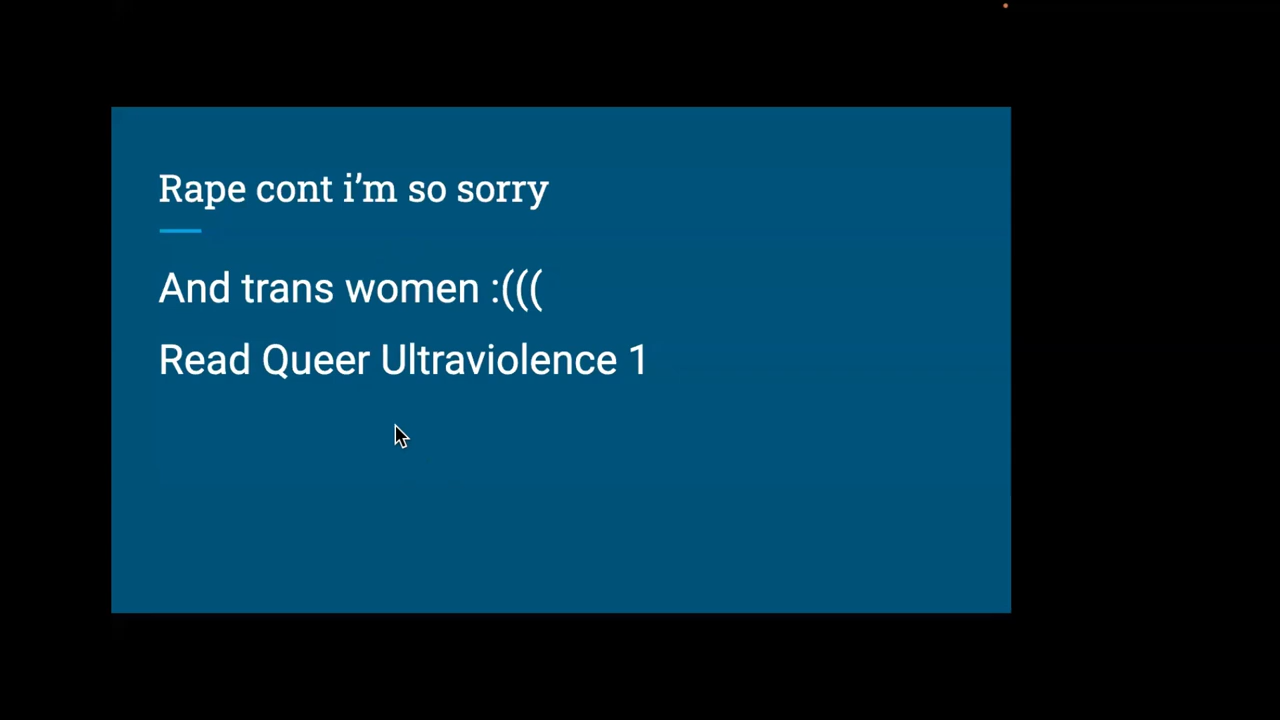 Rape cont i’m so sorry
And trans women :(((
Read Queer Ultraviolence 1